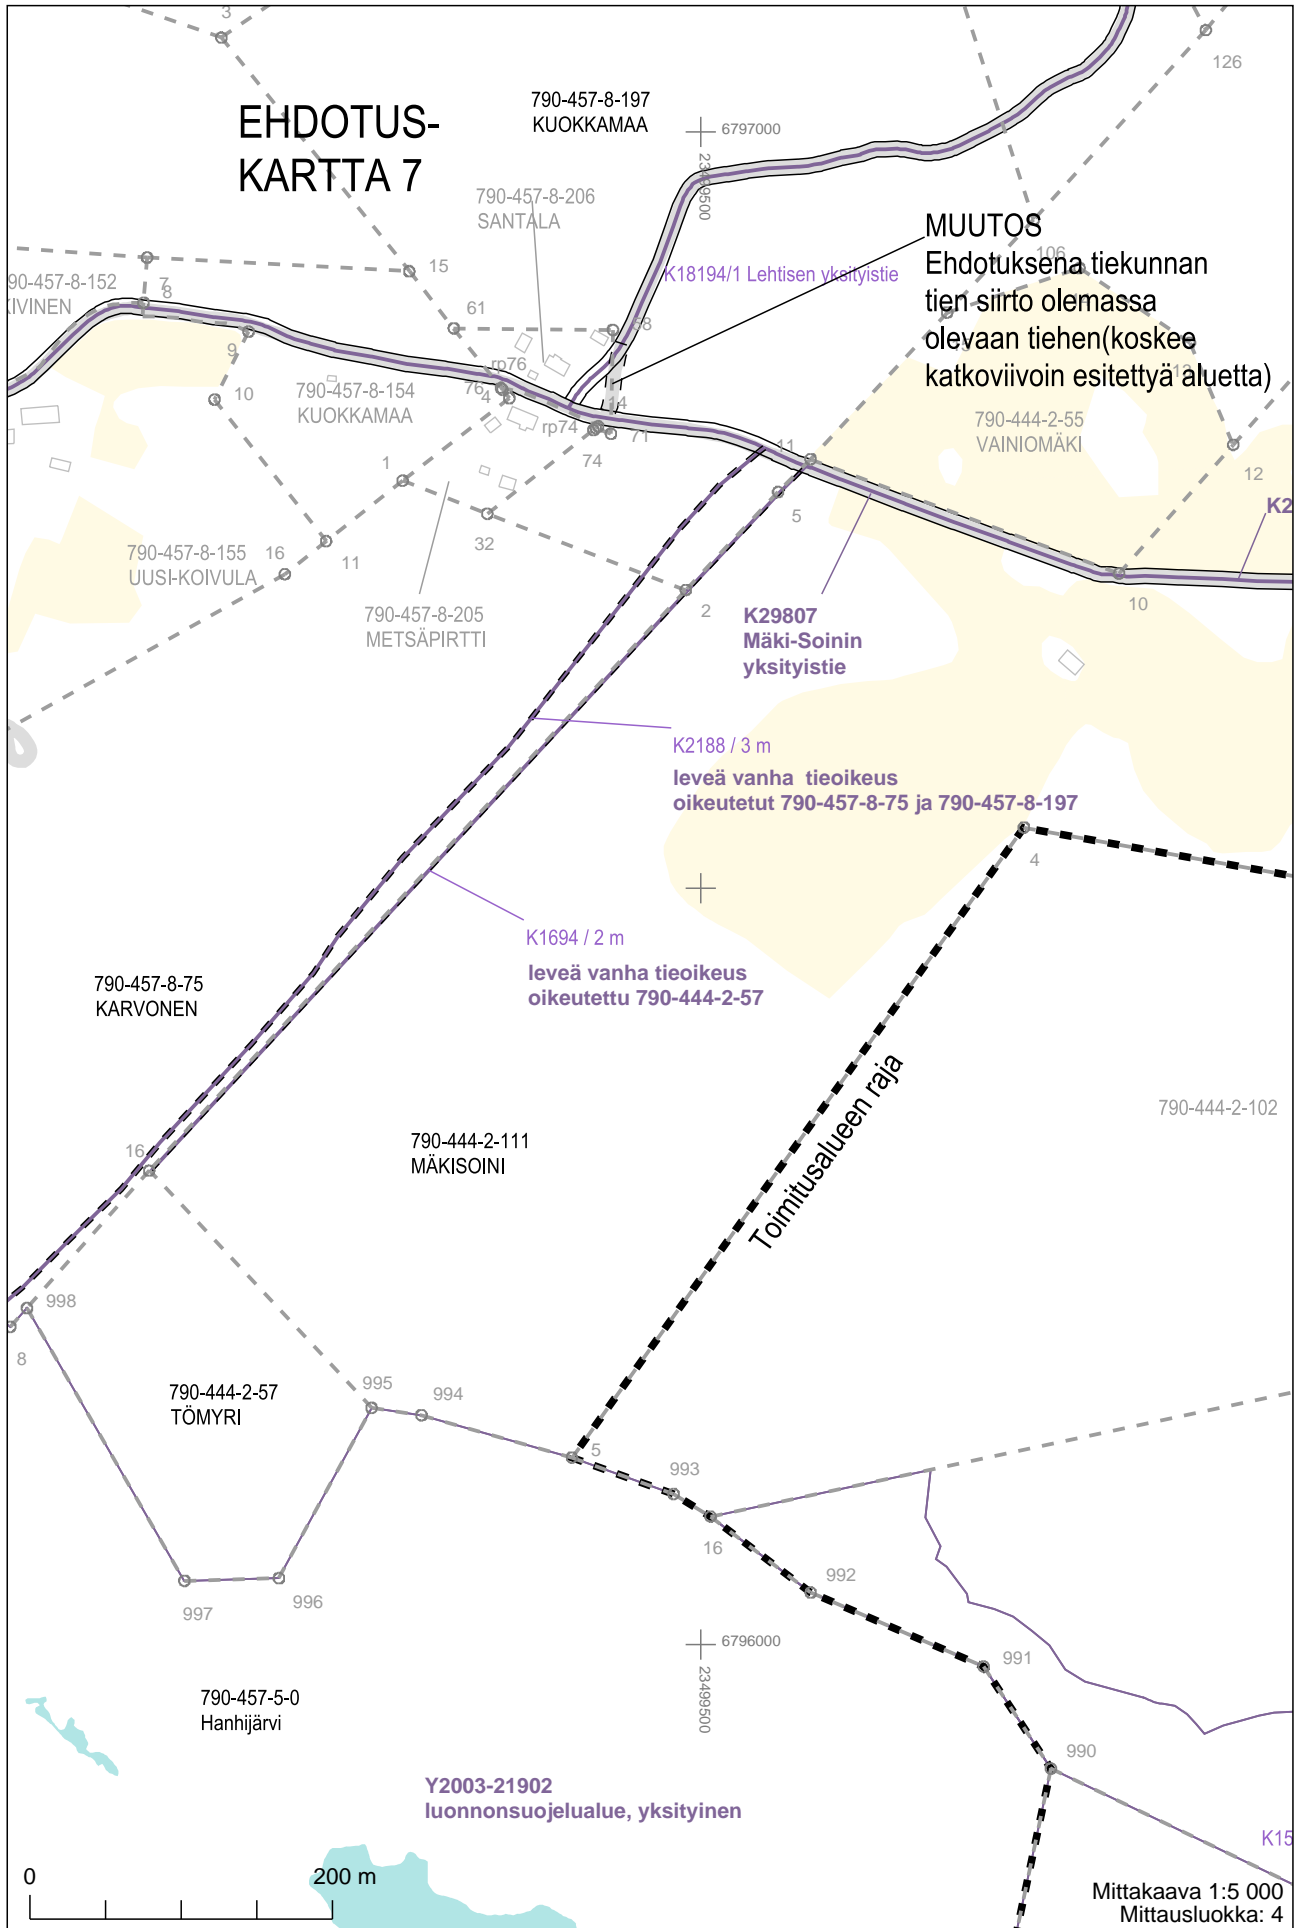 3
126
EHDOTUS-
KARTTA 7
790-457-8-197
KUOKKAMAA
6797000
23499500
790-457-8-206
SANTALA
MUUTOS
Ehdotuksena tiekunnan
tien siirto olemassa
olevaan tiehen(koskee
katkoviivoin esitettyä aluetta)
106
15
K18194/1 Lehtisen yksityistie
7
8
90-457-8-152
KIVINEN
61
58
9
13
rp76
76
4
10
790-457-8-154
KUOKKAMAA
14
rp74
74
71
11
790-444-2-55
VAINIOMÄKI
12
1
5
K2
32
790-457-8-155
UUSI-KOIVULA
16
11
790-457-8-205
METSÄPIRTTI
2
10
K29807
Mäki-Soinin
yksityistie
K2188 / 3 m
leveä vanha tieoikeus
oikeutetut 790-457-8-75 ja 790-457-8-197
4
K1694 / 2 m
leveä vanha tieoikeus
oikeutettu 790-444-2-57
790-457-8-75
KARVONEN
Toimitusalueen raja
790-444-2-102
790-444-2-111
MÄKISOINI
16
998
8
790-444-2-57
TÖMYRI
995
994
5
993
16
992
997
996
6796000
23499500
991
790-457-5-0
Hanhijärvi
990
Y2003-21902
luonnonsuojelualue, yksityinen
K15
0
200 m
Mittakaava 1:5 000
Mittausluokka: 4